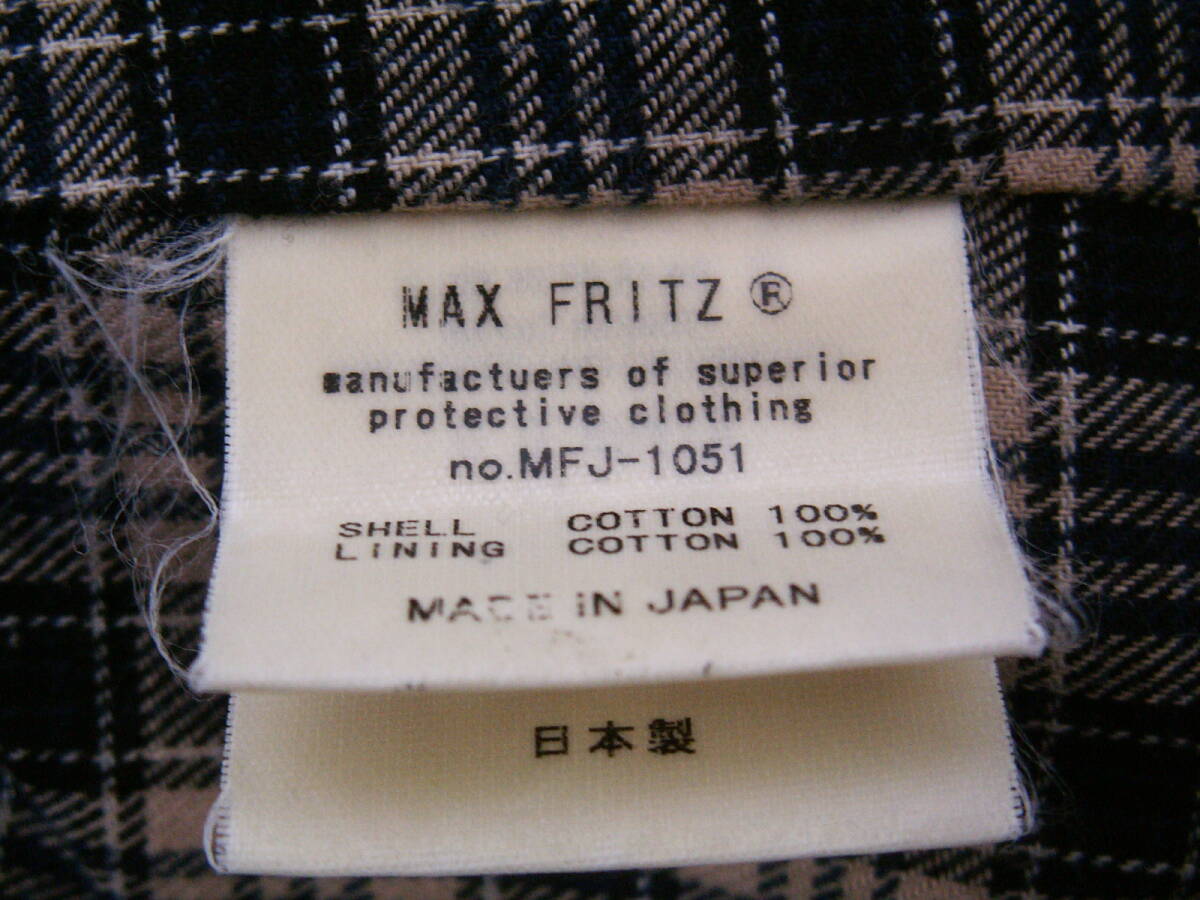 MAX FRITZ ®
manufactuers of superior
protective clothing
no.MFJ-1051
SHELL COTTON 100%
LINING COTTON 100%
MADE IN JAPAN
日本製